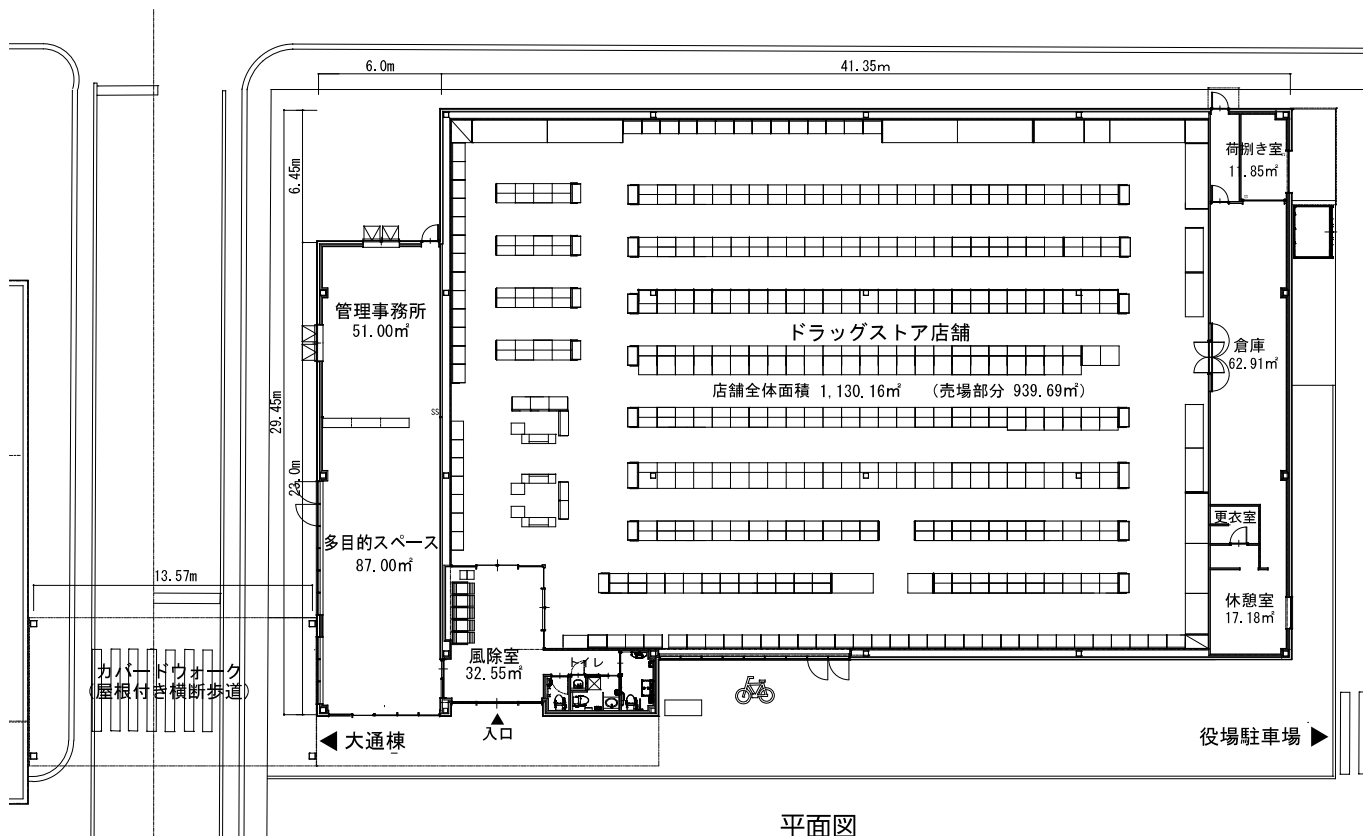 6.0m
41.35m
6.45m
29.45m
23.0m
13.57m
荷捌き室
11.85㎡
管理事務所
51.00㎡
ドラッグストア店舗
店舗全体面積 1,130.16㎡ (売場部分 939.69㎡)
倉庫
62.91㎡
SS
多目的スペース
87.00㎡
更衣室
休憩室
17.18㎡
風除室
32.55㎡
トイレ
カバードウォーク
(屋根付き横断歩道)
入口
◀ 大通棟
役場駐車場 ▶
平面図